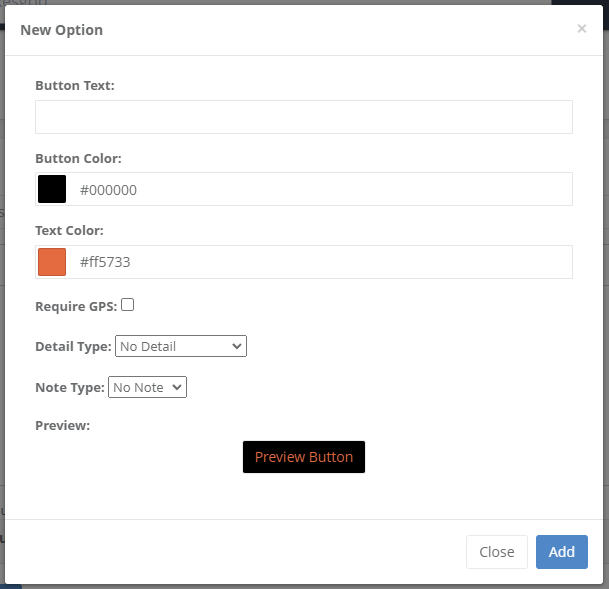 New Option
×
Button Text:
Button Color:
#000000
Text Color:
#ff5733
Require GPS:
Detail Type: No Detail
Note Type: No Note
Preview:
Preview Button
Close Add